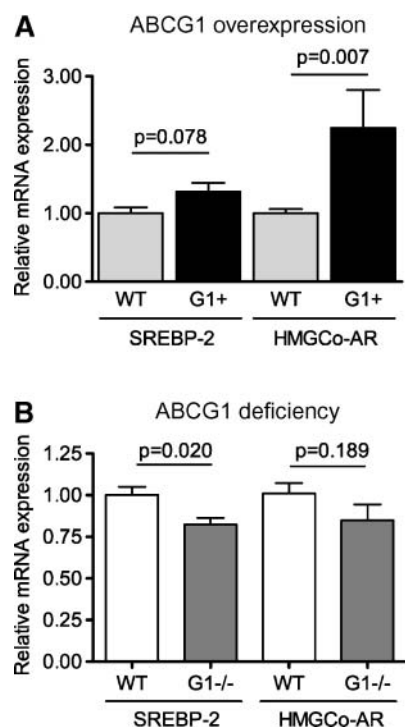 A
ABCG1 overexpression
Relative mRNA expression
3.00
2.00
1.00
0.00
p=0.078
p=0.007
WT
G1+
WT
G1+
SREBP-2
HMGCo-AR
B
ABCG1 deficiency
Relative mRNA expression
1.25
1.00
0.75
0.50
0.25
0.00
p=0.020
p=0.189
WT
G1-/-
WT
G1-/-
SREBP-2
HMGCo-AR